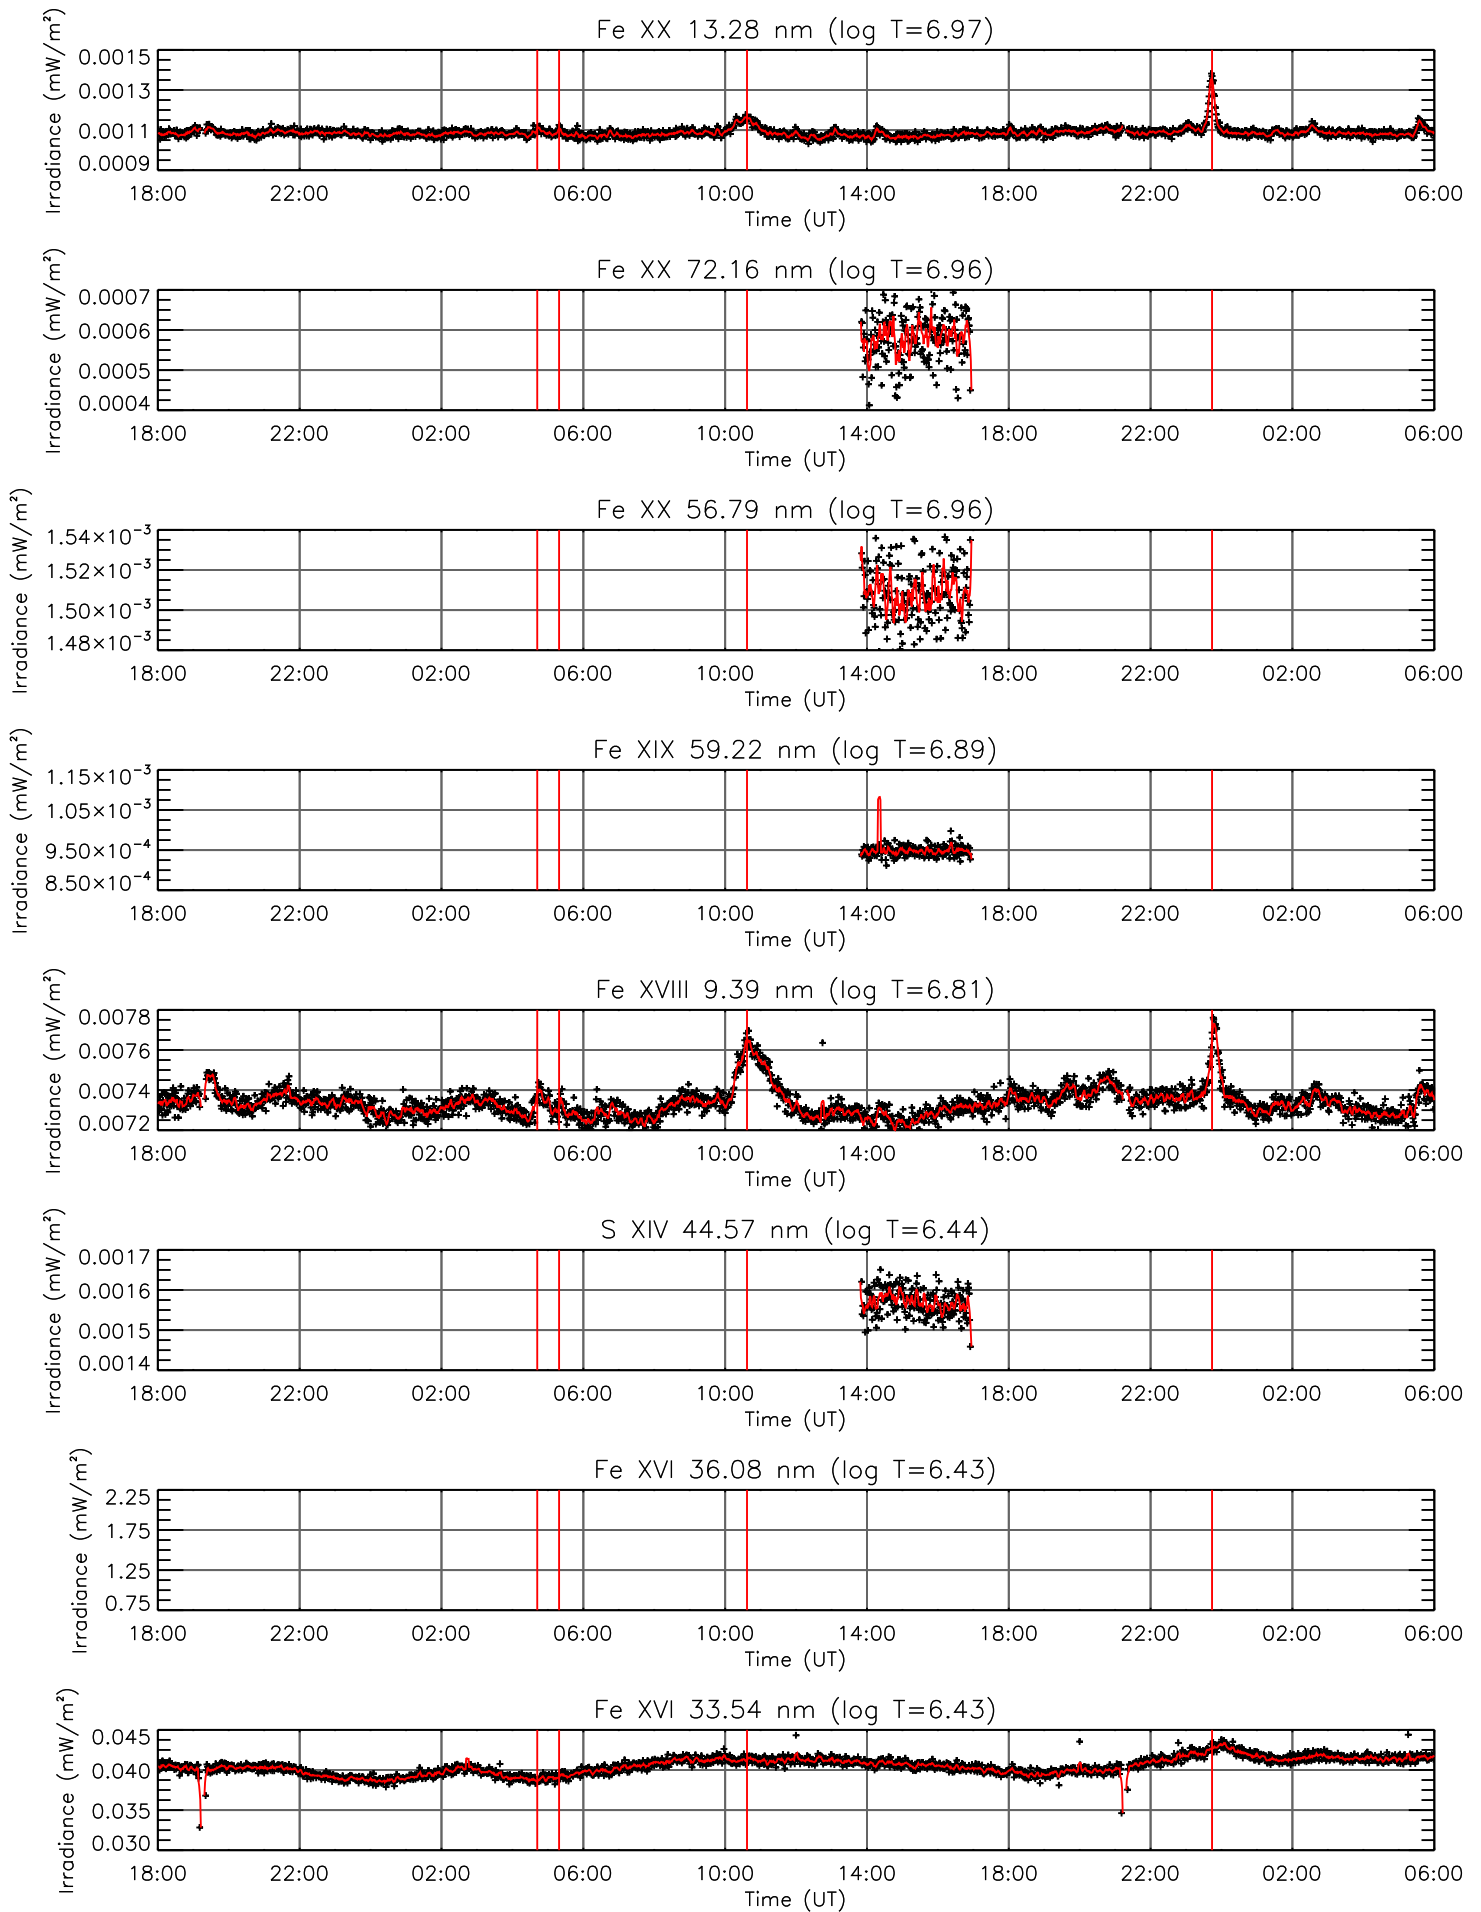 Fe XX 13.28 nm (log T=6.97)
Irradiance (mW/m²)
0.0015
0.0013
0.0011
0.0009
18:00 22:00 02:00 06:00 10:00 14:00 18:00 22:00 02:00 06:00
Time (UT)
Fe XX 72.16 nm (log T=6.96)
Irradiance (mW/m²)
0.0007
0.0006
0.0005
0.0004
18:00 22:00 02:00 06:00 10:00 14:00 18:00 22:00 02:00 06:00
Time (UT)
Fe XX 56.79 nm (log T=6.96)
Irradiance (mW/m²)
1.54×10⁻³
1.52×10⁻³
1.50×10⁻³
1.48×10⁻³
18:00 22:00 02:00 06:00 10:00 14:00 18:00 22:00 02:00 06:00
Time (UT)
Fe XIX 59.22 nm (log T=6.89)
Irradiance (mW/m²)
1.15×10⁻³
1.05×10⁻³
9.50×10⁻⁴
8.50×10⁻⁴
18:00 22:00 02:00 06:00 10:00 14:00 18:00 22:00 02:00 06:00
Time (UT)
Fe XVIII 9.39 nm (log T=6.81)
Irradiance (mW/m²)
0.0078
0.0076
0.0074
0.0072
18:00 22:00 02:00 06:00 10:00 14:00 18:00 22:00 02:00 06:00
Time (UT)
S XIV 44.57 nm (log T=6.44)
Irradiance (mW/m²)
0.0017
0.0016
0.0015
0.0014
18:00 22:00 02:00 06:00 10:00 14:00 18:00 22:00 02:00 06:00
Time (UT)
Fe XVI 36.08 nm (log T=6.43)
Irradiance (mW/m²)
2.25
1.75
1.25
0.75
18:00 22:00 02:00 06:00 10:00 14:00 18:00 22:00 02:00 06:00
Time (UT)
Fe XVI 33.54 nm (log T=6.43)
Irradiance (mW/m²)
0.045
0.040
0.035
0.030
18:00 22:00 02:00 06:00 10:00 14:00 18:00 22:00 02:00 06:00
Time (UT)